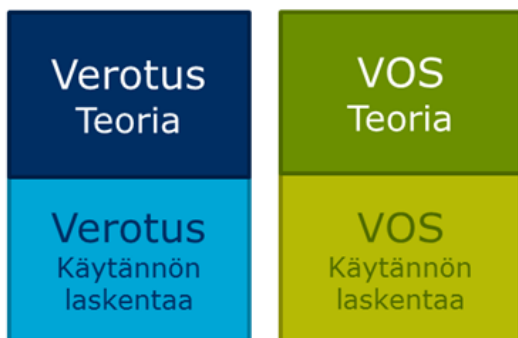 Verotus
Teoria
Verotus
Käytännön
laskentaa
VOS
Teoria
VOS
Käytännön
laskentaa